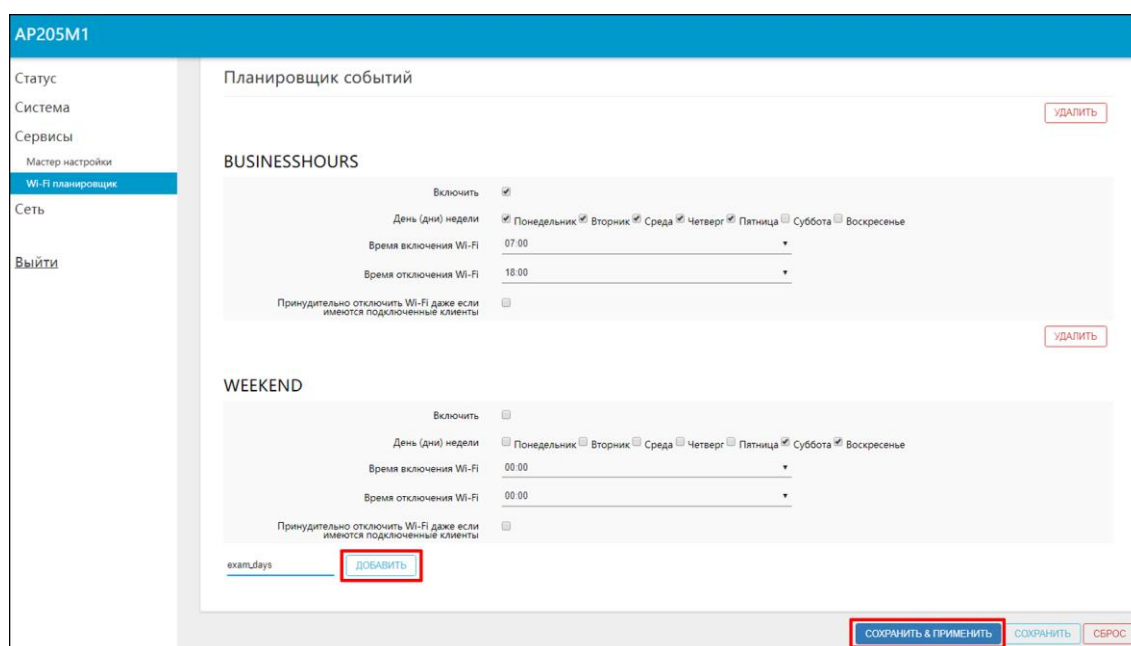 AP205M1
Статус
Система
Сервисы
Мастер настройки
Wi-Fi планировщик
Сеть
Выйти
Планировщик событий
УДАЛИТЬ
BUSINESSHOURS
Включить
День (дни) недели Понедельник Вторник Среда Четверг Пятница Суббота Воскресенье
Время включения Wi-Fi 07:00
Время отключения Wi-Fi 18:00
Принудительно отключить Wi-Fi даже если
имеются подключенные клиенты
УДАЛИТЬ
WEEKEND
Включить
День (дни) недели Понедельник Вторник Среда Четверг Пятница Суббота Воскресенье
Время включения Wi-Fi 00:00
Время отключения Wi-Fi 00:00
Принудительно отключить Wi-Fi даже если
имеются подключенные клиенты
exam_days ДОБАВИТЬ
СОХРАНИТЬ & ПРИМЕНИТЬ СОХРАНИТЬ СБРОС